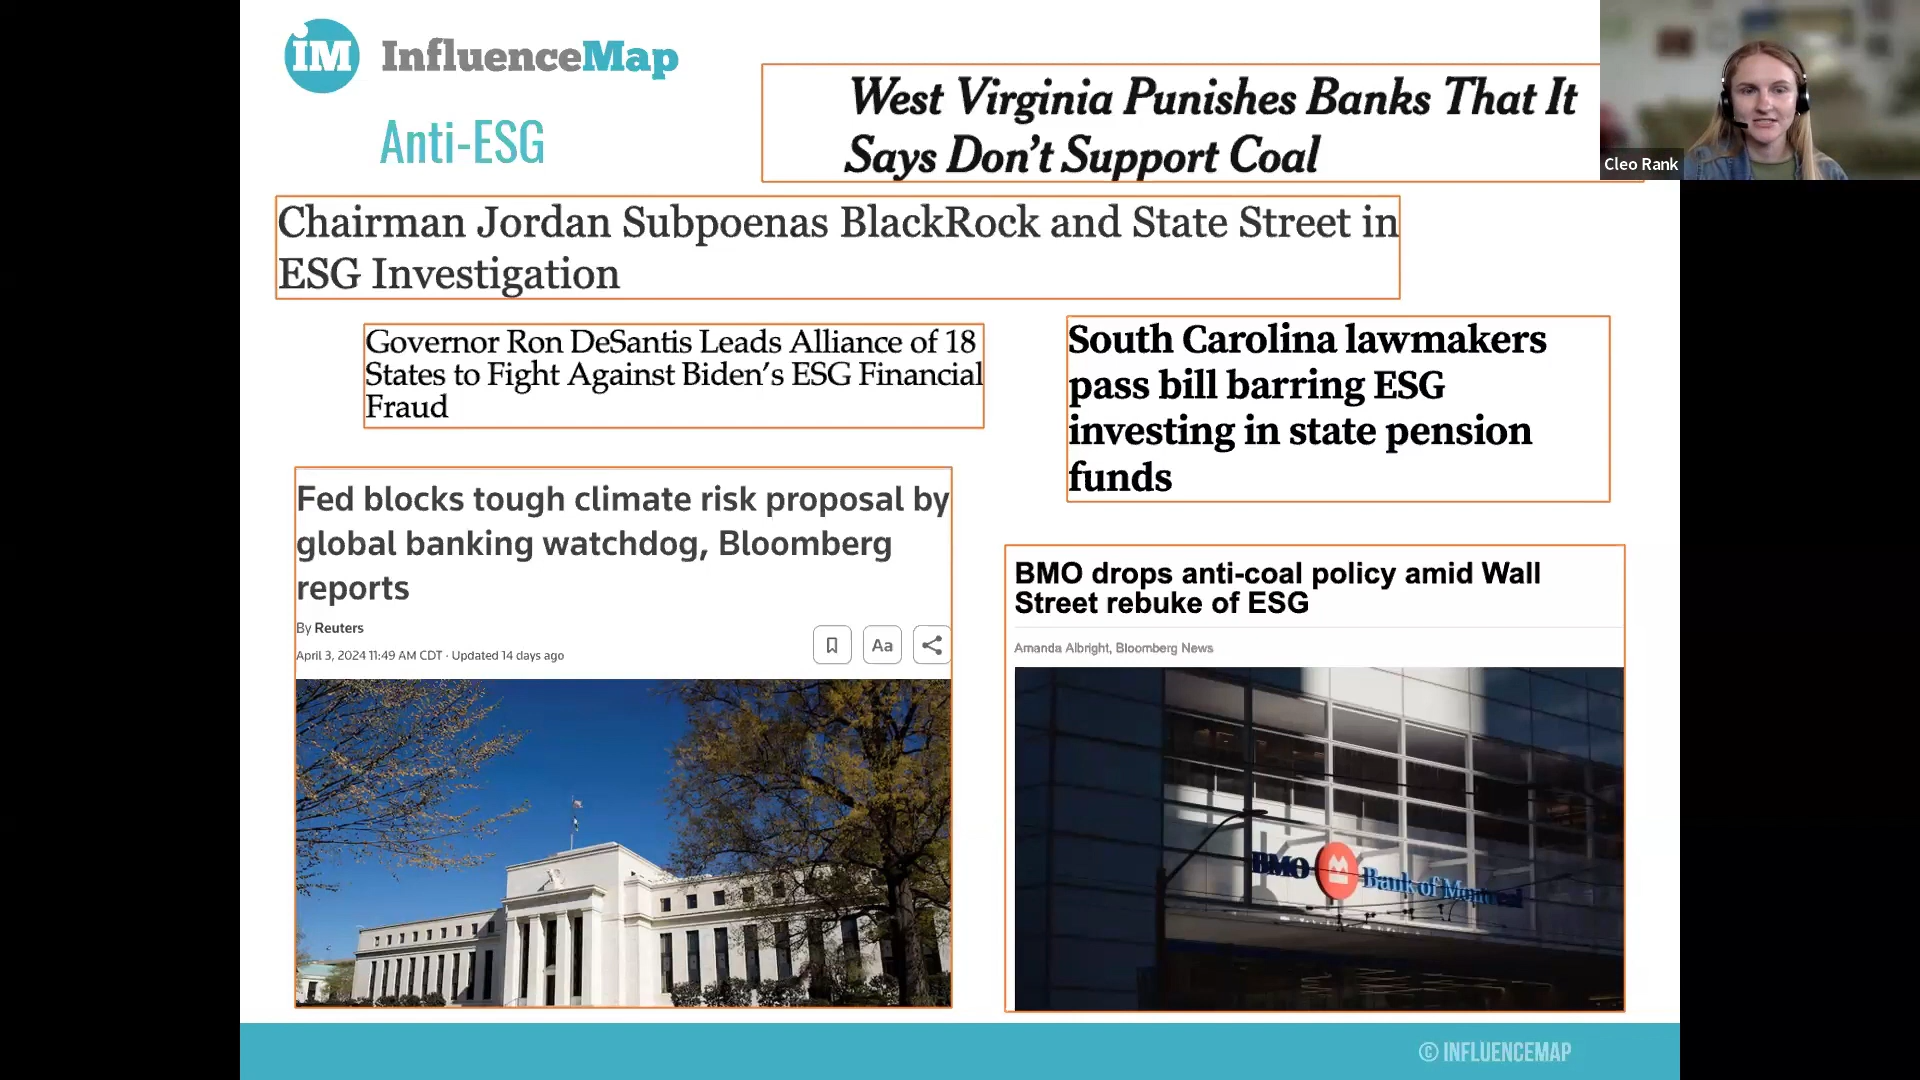 iM InfluenceMap
Anti-ESG
West Virginia Punishes Banks That It
Says Don't Support Coal
Cleo Rank
Chairman Jordan Subpoenas BlackRock and State Street in
ESG Investigation
Governor Ron DeSantis Leads Alliance of 18
States to Fight Against Biden's ESG Financial
Fraud
South Carolina lawmakers
pass bill barring ESG
investing in state pension
funds
Fed blocks tough climate risk proposal by
global banking watchdog, Bloomberg
reports
By Reuters
April 3, 2024 11:49 AM CDT · Updated 14 days ago
Aa
BMO drops anti-coal policy amid Wall
Street rebuke of ESG
Amanda Albright, Bloomberg News
BMO Bank of Montreal
© INFLUENCEMAP